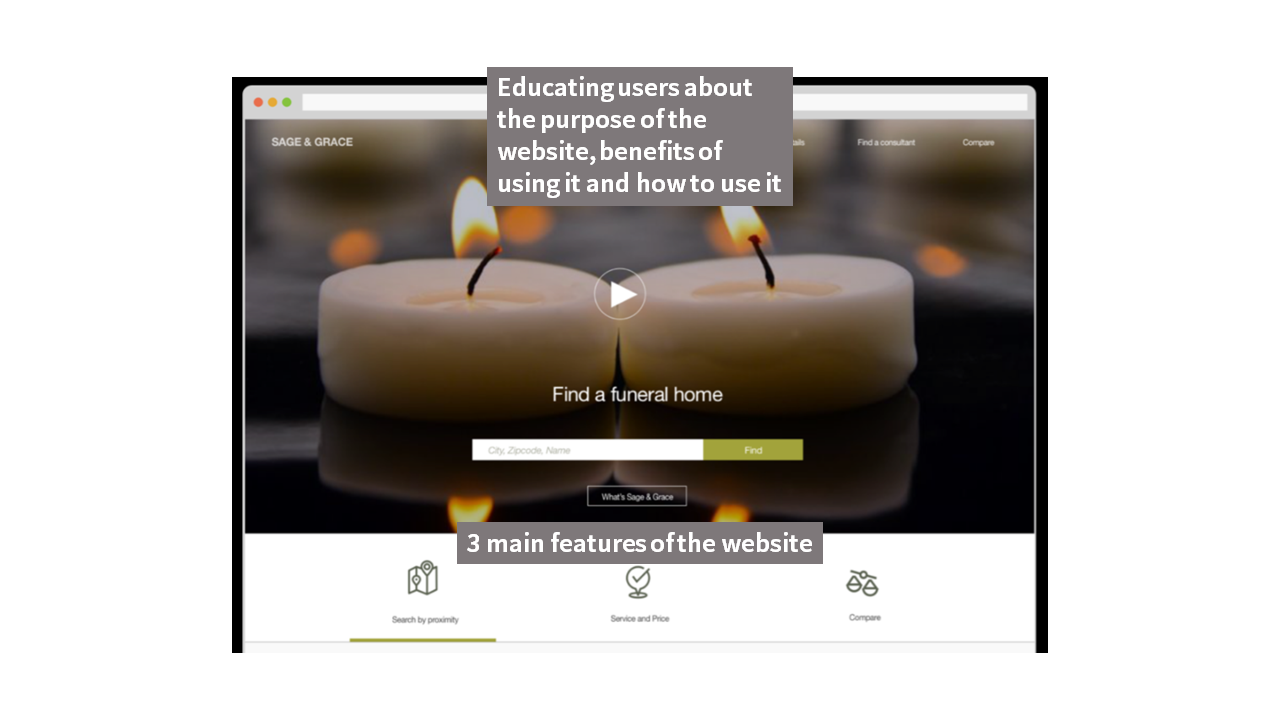 Educating users about
the purpose of the
website, benefits of
using it and how to use it
SAGE & GRACE
Find a consultant
Compare
Find a funeral home
City, Zipcode, Name
Find
What's Sage & Grace
3 main features of the website
Search by proximity
Service and Price
Compare